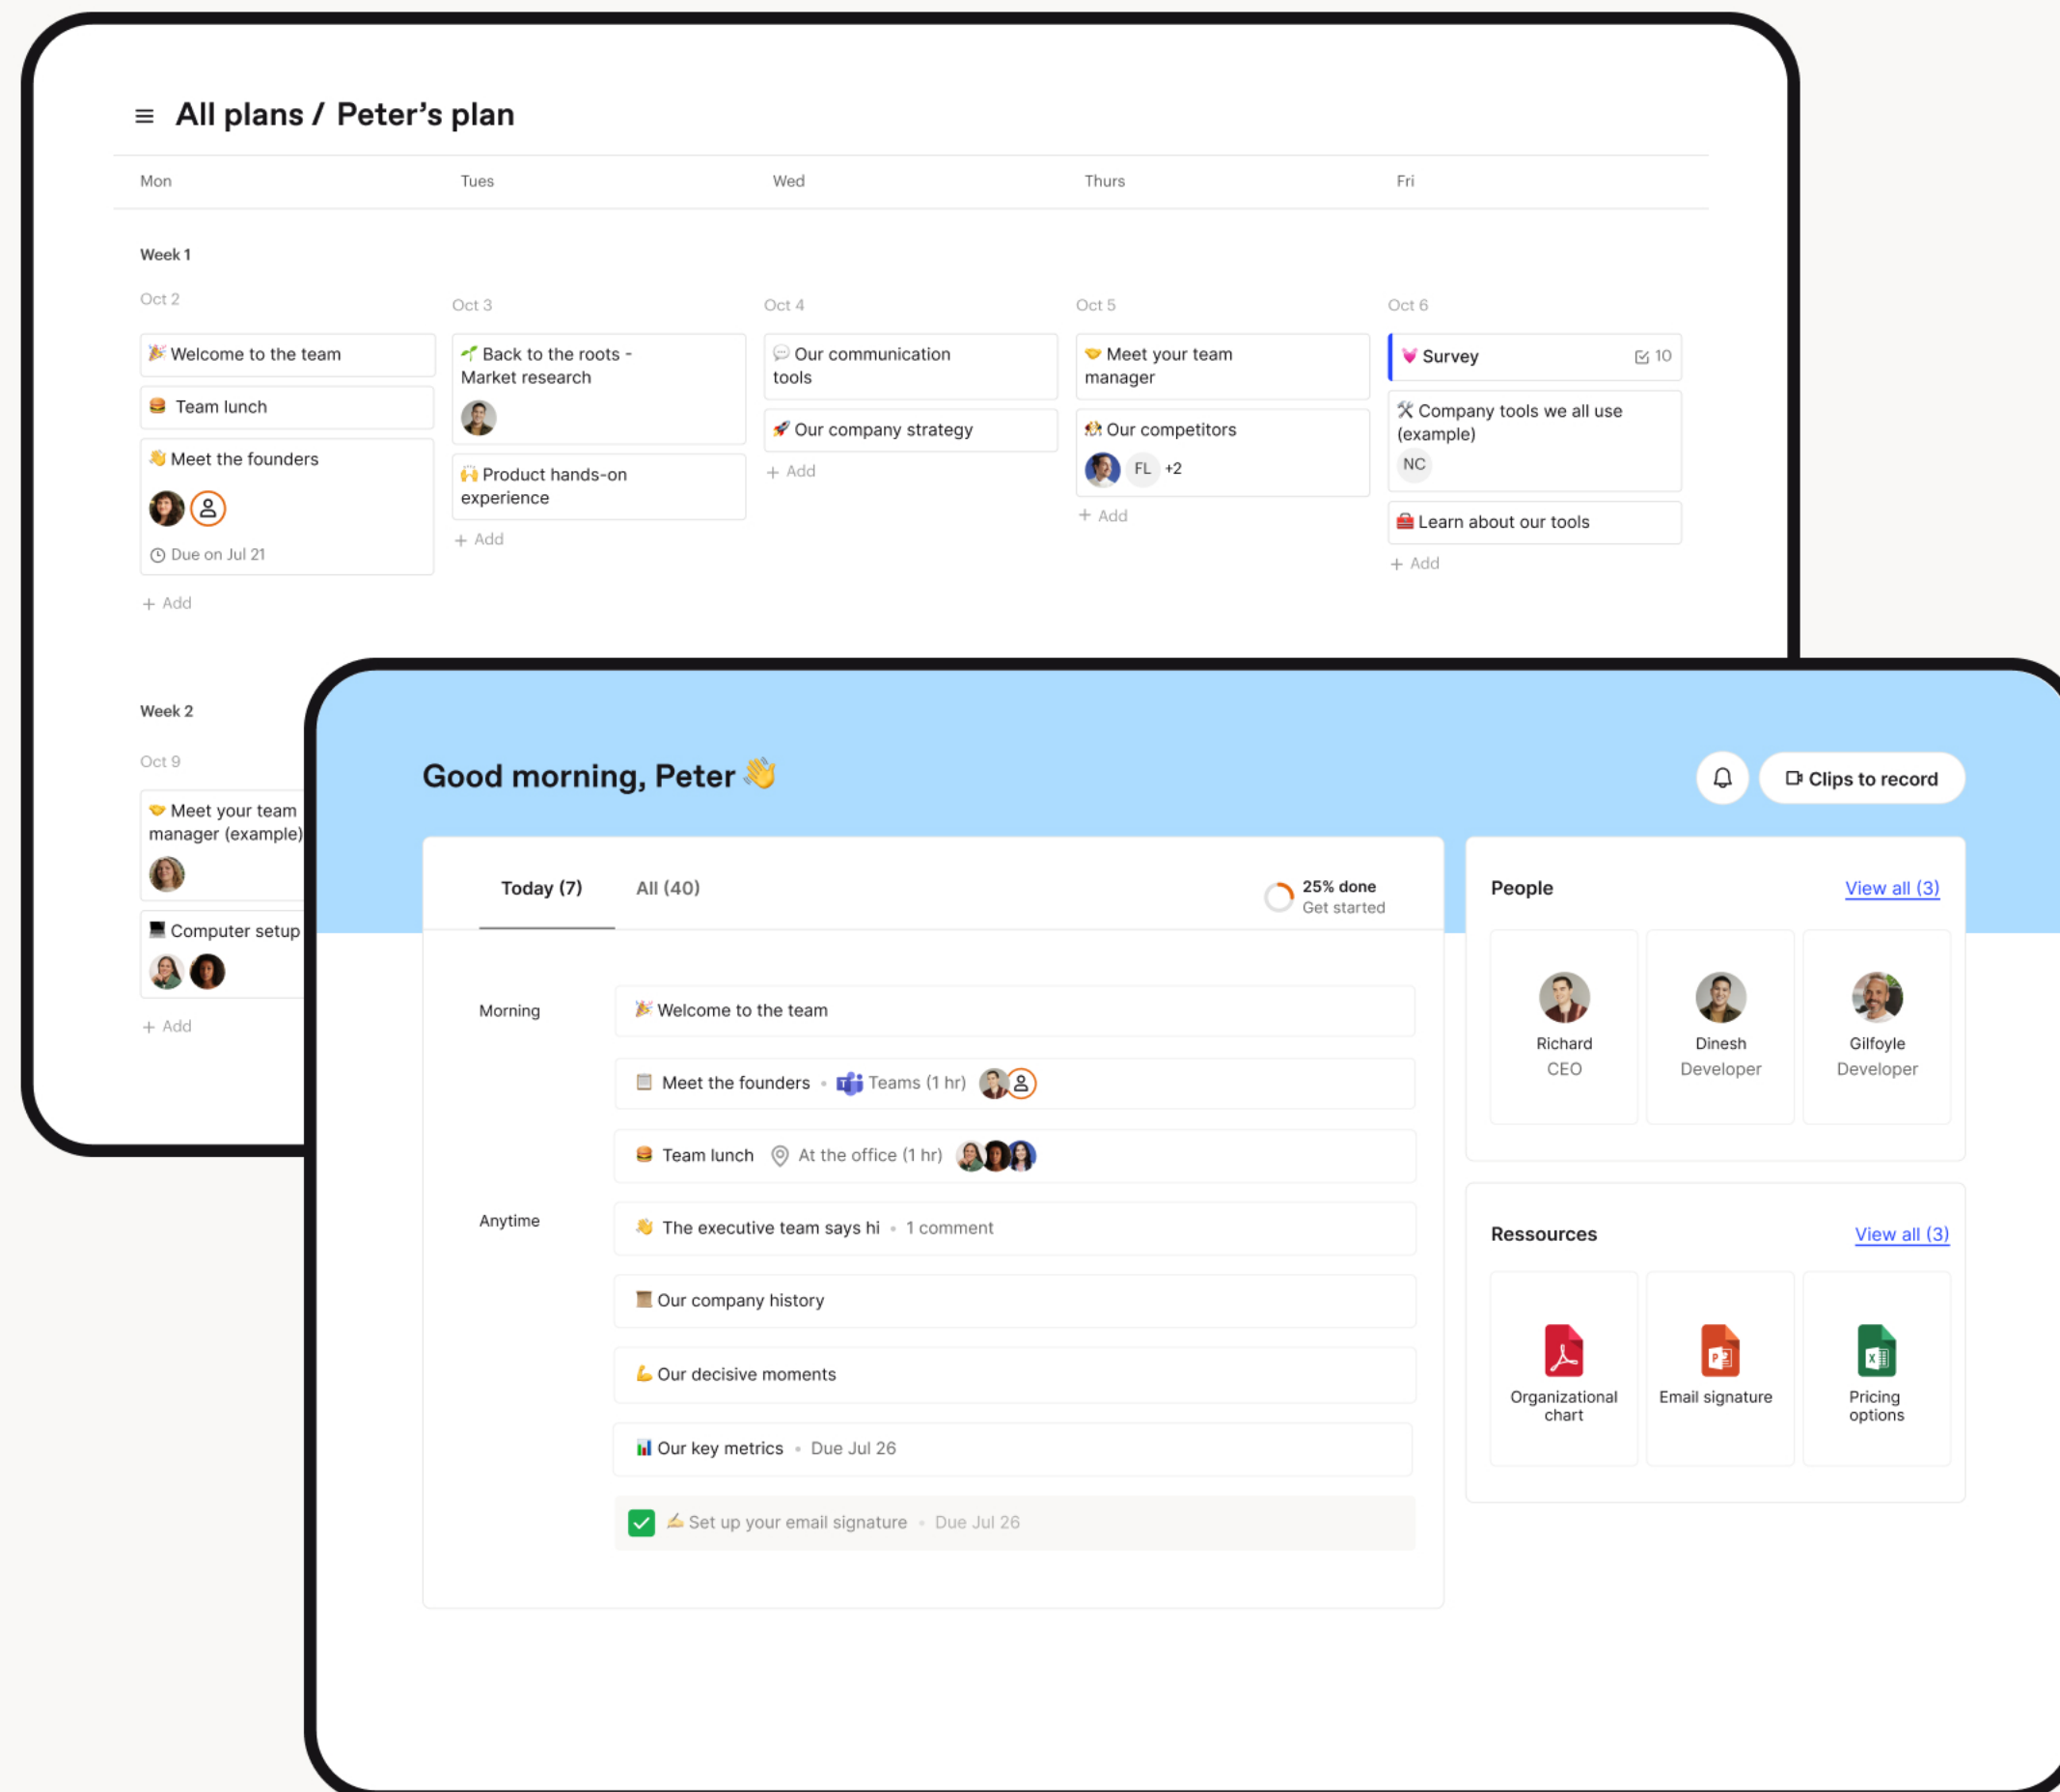 All plans / Peter's plan
Mon Tues Wed Thurs Fri
Week 1
Oct 2
🎉 Welcome to the team
🍔 Team lunch
👋 Meet the founders
Due on Jul 21
+ Add
Oct 3
🌱 Back to the roots -
Market research
🙌 Product hands-on
experience
+ Add
Oct 4
💬 Our communication
tools
🚀 Our company strategy
+ Add
Oct 5
🤝 Meet your team
manager
Our competitors
FL +2
+ Add
Oct 6
💓 Survey 10
🛠 Company tools we all use
(example)
NC
🧰 Learn about our tools
+ Add
Week 2
Oct 9
🤝 Meet your team
manager (example)
💻 Computer setup
+ Add
Good morning, Peter 👋
Clips to record
Today (7) All (40)
25% done
Get started
Morning
🎉 Welcome to the team
📋 Meet the founders • Teams (1 hr)
🍔 Team lunch At the office (1 hr)
Anytime
👋 The executive team says hi • 1 comment
📜 Our company history
💪 Our decisive moments
📊 Our key metrics • Due Jul 26
✍️ Set up your email signature • Due Jul 26
People View all (3)
Richard
CEO
Dinesh
Developer
Gilfoyle
Developer
Ressources View all (3)
Organizational
chart
Email signature
Pricing
options